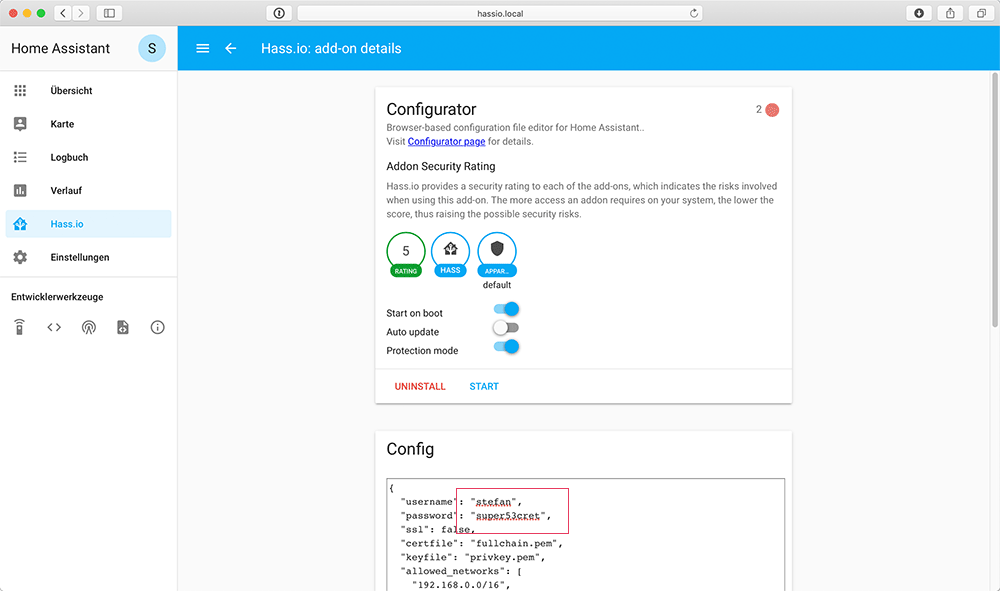 hassio.local
Home Assistant
S
Hass.io: add-on details
Übersicht
Karte
Logbuch
Verlauf
Hass.io
Einstellungen
Entwicklerwerkzeuge
Configurator
2
Browser-based configuration file editor for Home Assistant..
Visit Configurator page for details.
Addon Security Rating
Hass.io provides a security rating to each of the add-ons, which indicates the risks involved
when using this add-on. The more access an addon requires on your system, the lower the
score, thus raising the possible security risks.
5
RATING
HASS
APPAR..
default
Start on boot
Auto update
Protection mode
UNINSTALL START
Config
{
"username": "stefan",
"password": "super53cret",
"ssl": false,
"certfile": "fullchain.pem",
"keyfile": "privkey.pem",
"allowed_networks": [
"192.168.0.0/16",